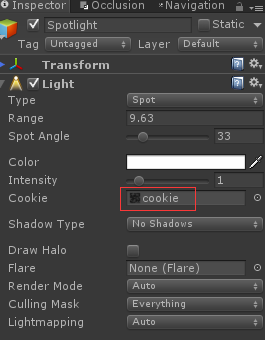 Inspector Occlusion Navigation
Spotlight Static
Tag Untagged Layer Default
Transform
Light
Type Spot
Range 9.63
Spot Angle 33
Color
Intensity 1
Cookie cookie
Shadow Type No Shadows
Draw Halo
Flare None (Flare)
Render Mode Auto
Culling Mask Everything
Lightmapping Auto